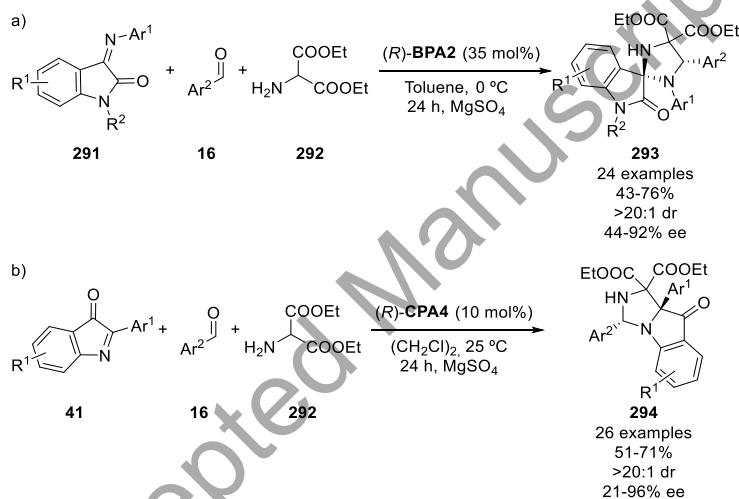 a)
N
Ar1
R1
O
N
R2
+
O
Ar2
+
COOEt
H2N
COOEt
(R)-BPA2 (35 mol%)
Toluene, 0 ºC
24 h, MgSO4
EtOOC
COOEt
HN
Ar2
R1
N
Ar1
N
O
R2
291
16
292
293
24 examples
43-76%
>20:1 dr
44-92% ee
b)
O
Ar1
R1
N
+
O
Ar2
+
COOEt
H2N
COOEt
(R)-CPA4 (10 mol%)
(CH2Cl)2, 25 ºC
24 h, MgSO4
EtOOC
COOEt
Ar1
HN
O
Ar2
N
R1
41
16
292
294
26 examples
51-71%
>20:1 dr
21-96% ee
epted Manuscript